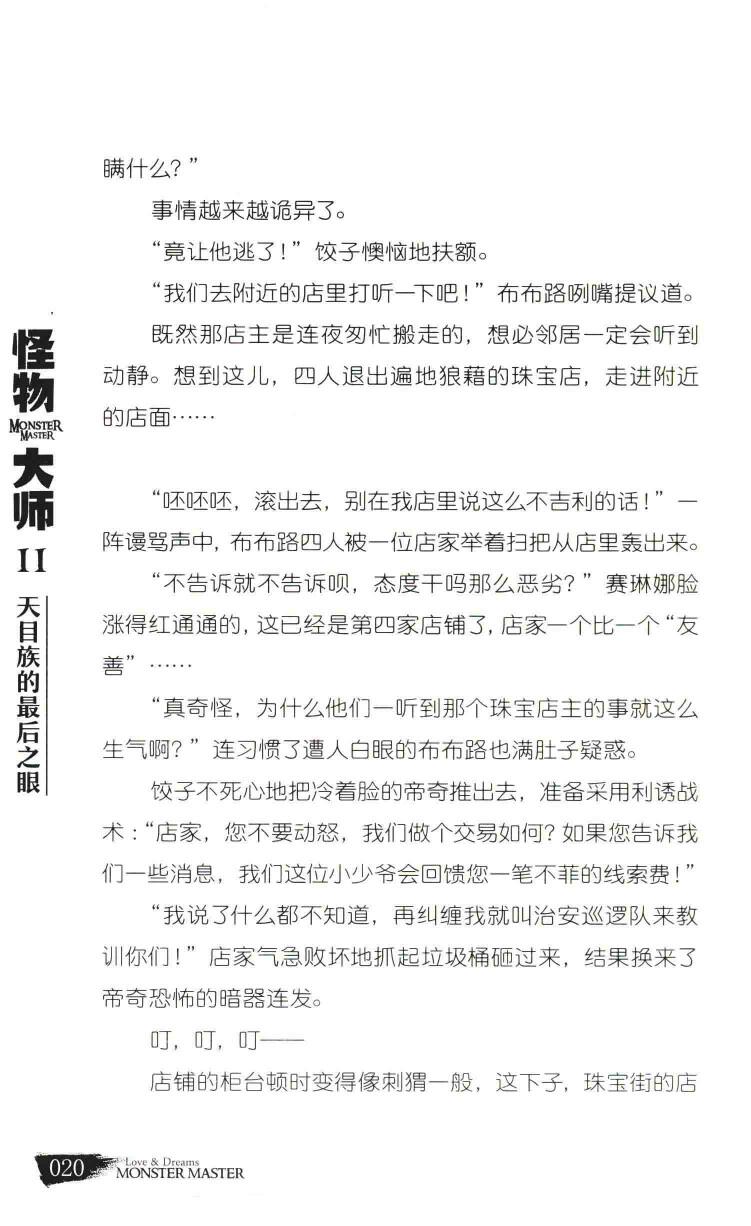 瞒什么？”
事情越来越诡异了。
“竟让他逃了！”饺子懊恼地扶额。
“我们去附近的店里打听一下吧！”布布路咧嘴提议道。
既然那店主是连夜匆忙搬走的，想必邻居一定会听到
动静。想到这儿，四人退出遍地狼藉的珠宝店，走进附近
的店面……
“呸呸呸，滚出去，别在我店里说这么不吉利的话！”一
阵谩骂声中，布布路四人被一位店家举着扫把从店里轰出来。
“不告诉就不告诉呗，态度干吗那么恶劣？”赛琳娜脸
涨得红通通的，这已经是第四家店铺了，店家一个比一个“友
善”……
“真奇怪，为什么他们一听到那个珠宝店主的事就这么
生气啊？”连习惯了遭人白眼的布布路也满肚子疑惑。
饺子不死心地把冷着脸的帝奇推出去，准备采用利诱战
术：“店家，您不要动怒，我们做个交易如何？如果您告诉我
们一些消息，我们这位小少爷会回馈您一笔不菲的线索费！”
“我说了什么都不知道，再纠缠我就叫治安巡逻队来教
训你们！”店家气急败坏地抓起垃圾桶砸过来，结果换来了
帝奇恐怖的暗器连发。
叮，叮，叮——
店铺的柜台顿时变得像刺猬一般，这下子，珠宝街的店
怪物
MONSTER
MASTER
大师
II
天目族的最后之眼
020
Love & Dreams
MONSTER MASTER